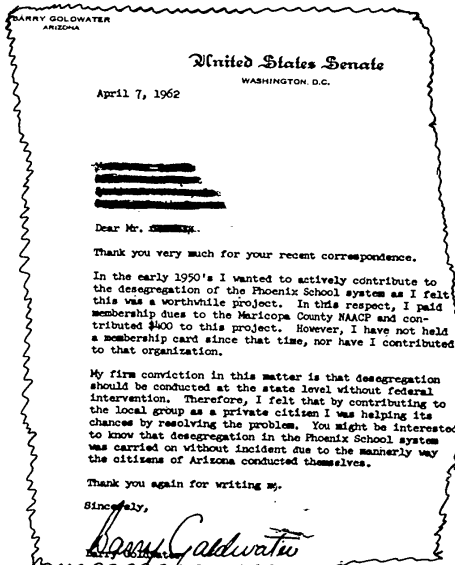 BARRY GOLDWATER
ARIZONA
United States Senate
WASHINGTON, D.C.
April 7, 1962
Dear Mr.
Thank you very much for your recent correspondence.
In the early 1950's I wanted to actively contribute to
the desegregation of the Phoenix School system as I felt
this was a worthwhile project. In this respect, I paid
membership dues to the Maricopa County NAACP and con-
tributed $400 to this project. However, I have not held
a membership card since that time, nor have I contributed
to that organization.
My firm conviction in this matter is that desegregation
should be conducted at the state level without federal
intervention. Therefore, I felt that by contributing to
the local group as a private citizen I was helping its
chances by resolving the problem. You might be interested
to know that desegregation in the Phoenix School system
was carried on without incident due to the mannerly way
the citizens of Arizona conducted themselves.
Thank you again for writing me.
Sincerely,
Barry Goldwater
Barry Goldwater